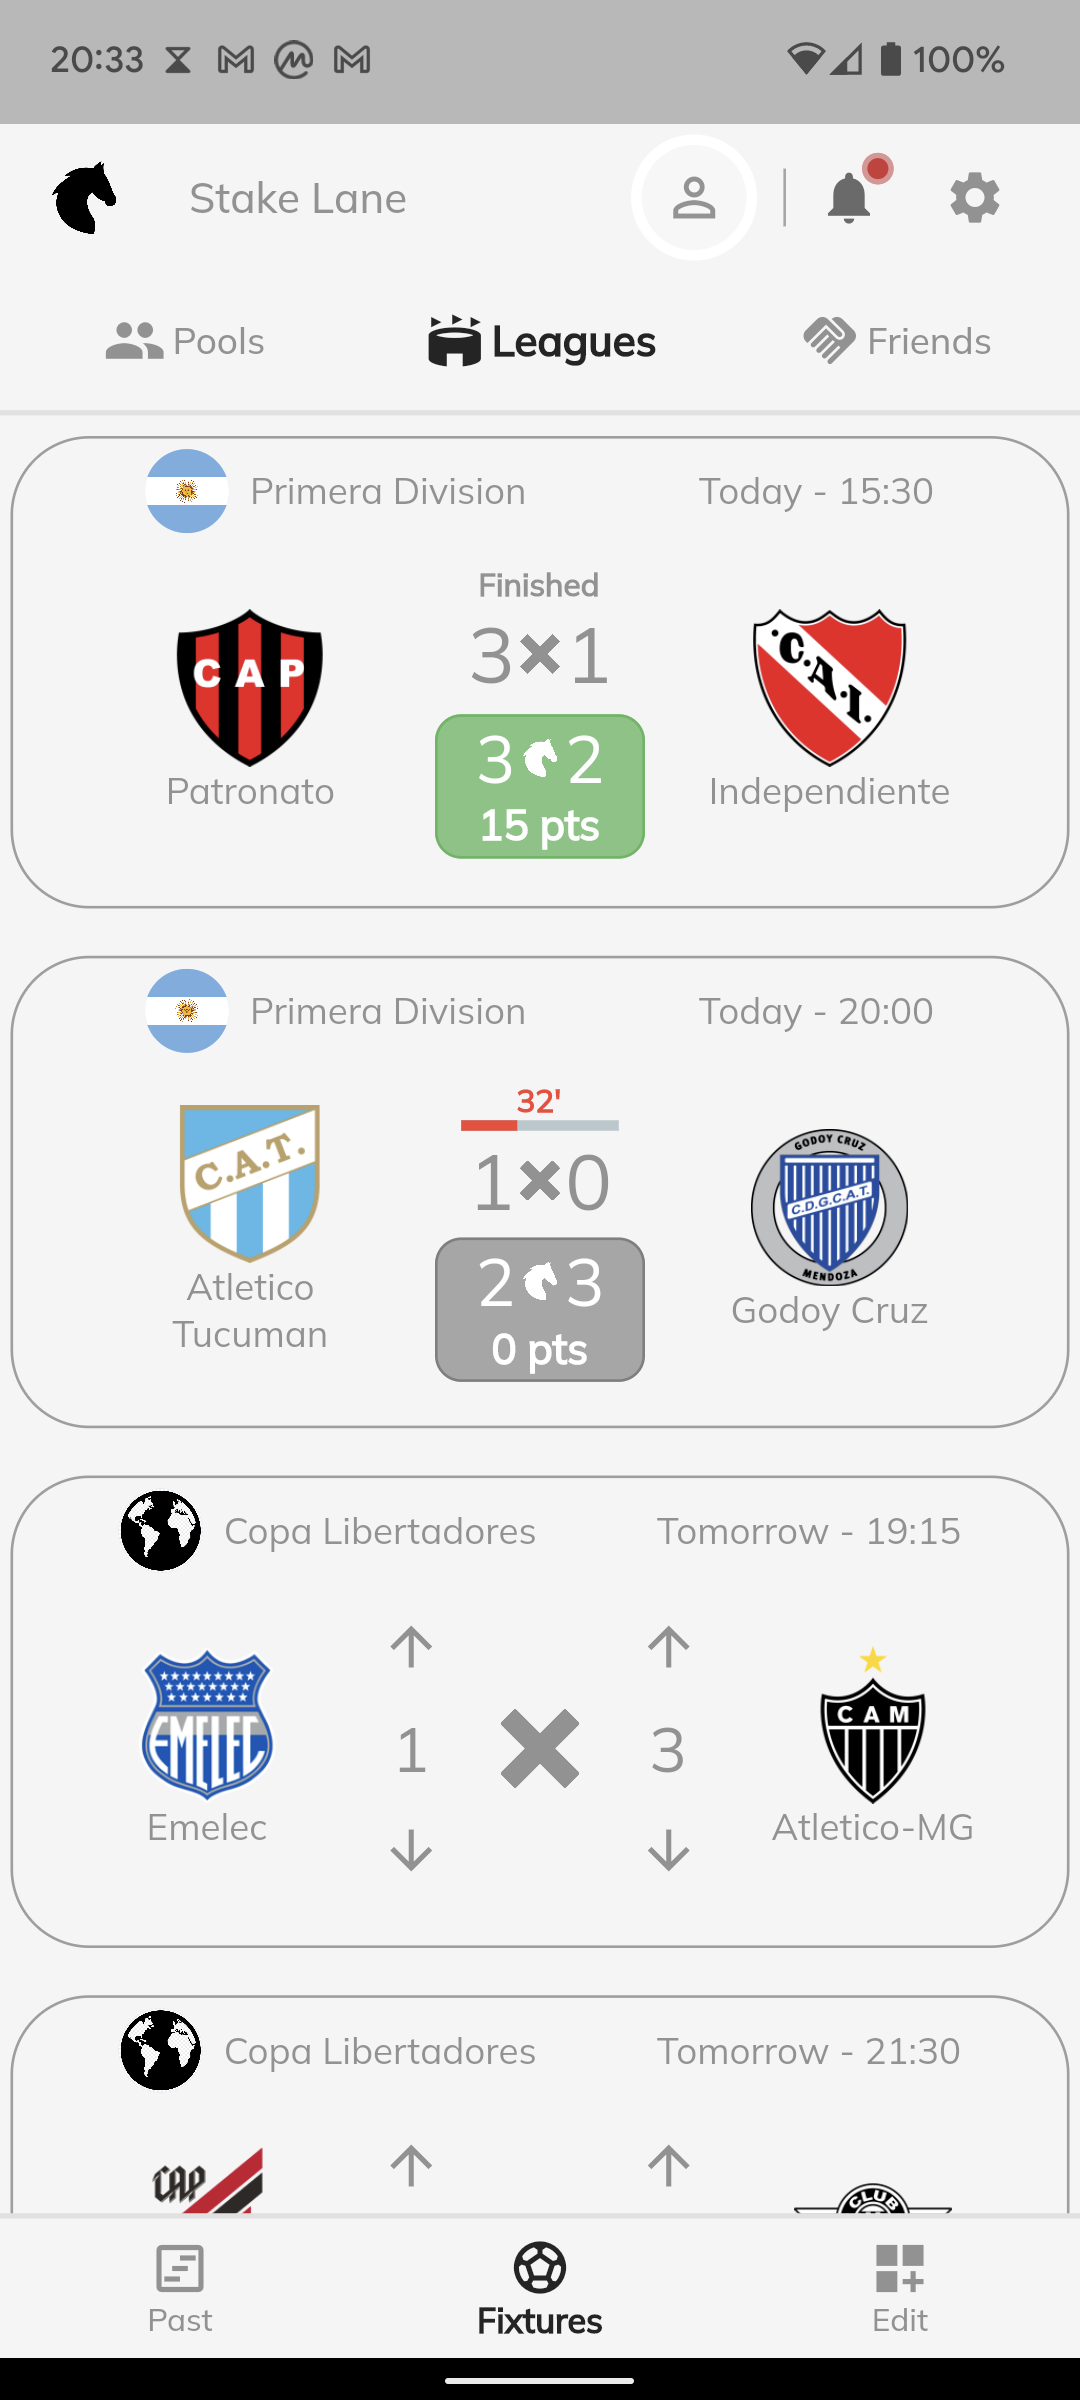 20:33
100%
Stake Lane
Pools
Leagues
Friends
Primera Division
Today - 15:30
Finished
3 1
C A P
C.A.I.
3 2
15 pts
Patronato
Independiente
Primera Division
Today - 20:00
32'
1 0
C.A.T.
GODOY CRUZ
C.D.G.C.A.T.
MENDOZA
2 3
0 pts
Atletico
Tucuman
Godoy Cruz
Copa Libertadores
Tomorrow - 19:15
EMELEC
1
3
C A M
Emelec
Atletico-MG
Copa Libertadores
Tomorrow - 21:30
CAP
CLUB
Past
Fixtures
Edit